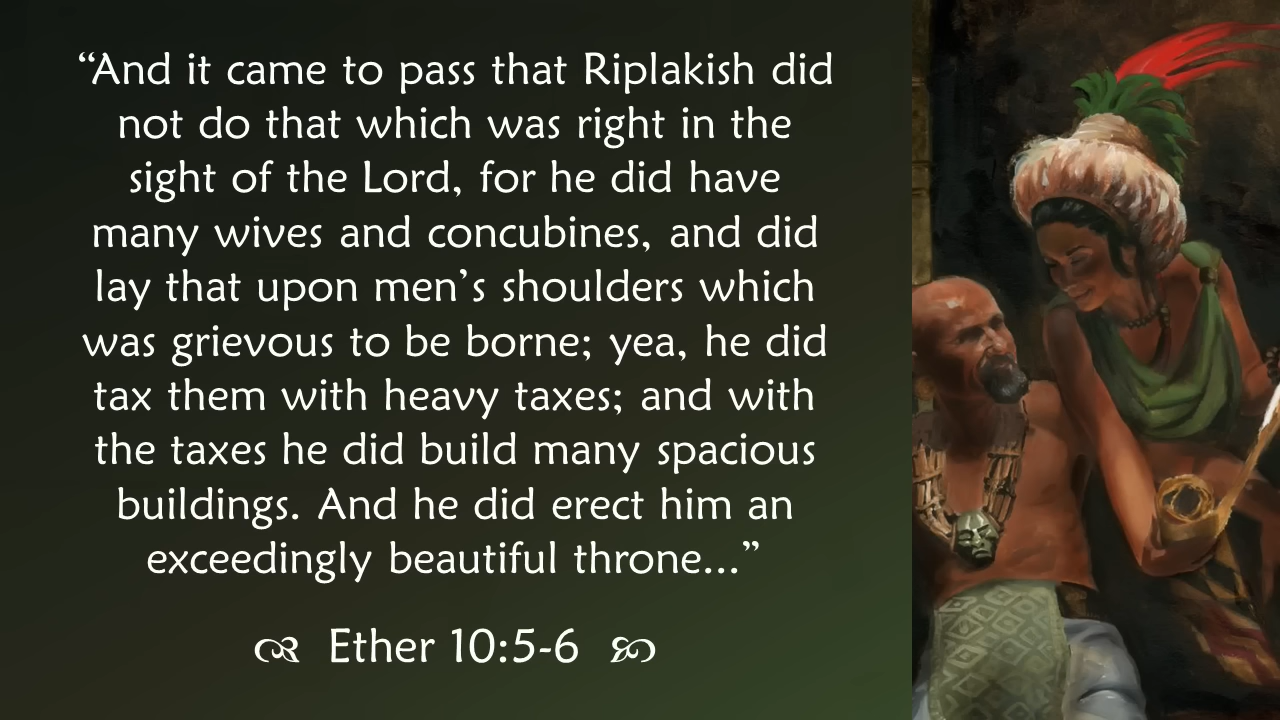 “And it came to pass that Riplakish did
not do that which was right in the
sight of the Lord, for he did have
many wives and concubines, and did
lay that upon men’s shoulders which
was grievous to be borne; yea, he did
tax them with heavy taxes; and with
the taxes he did build many spacious
buildings. And he did erect him an
exceedingly beautiful throne...”
Ether 10:5-6